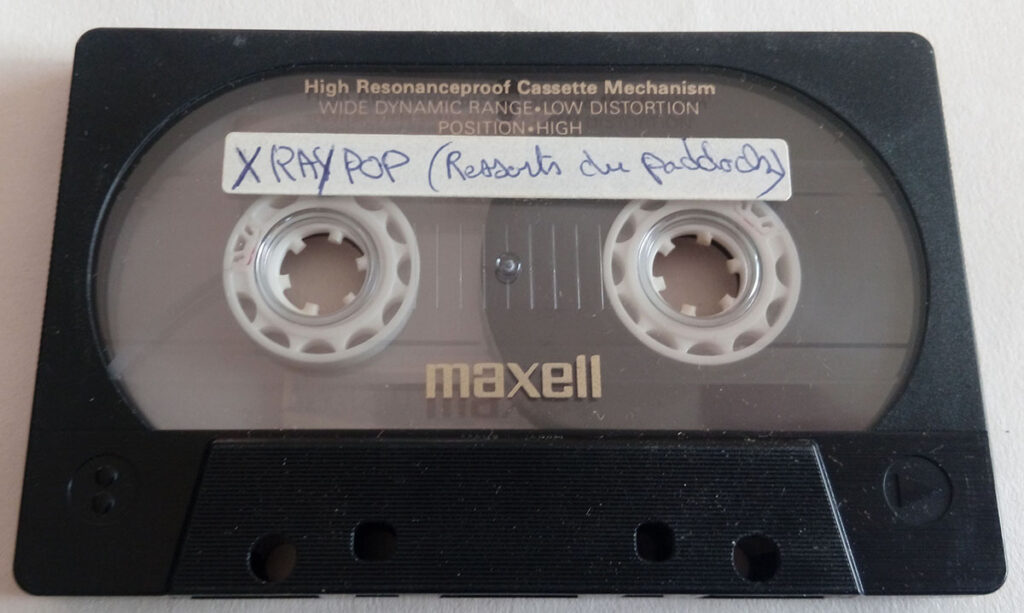 High Resonanceproof Cassette Mechanism
WIDE DYNAMIC RANGE•LOW DISTORTION
POSITION•HIGH
X RAY POP (Ressorts du paddock)
maxell